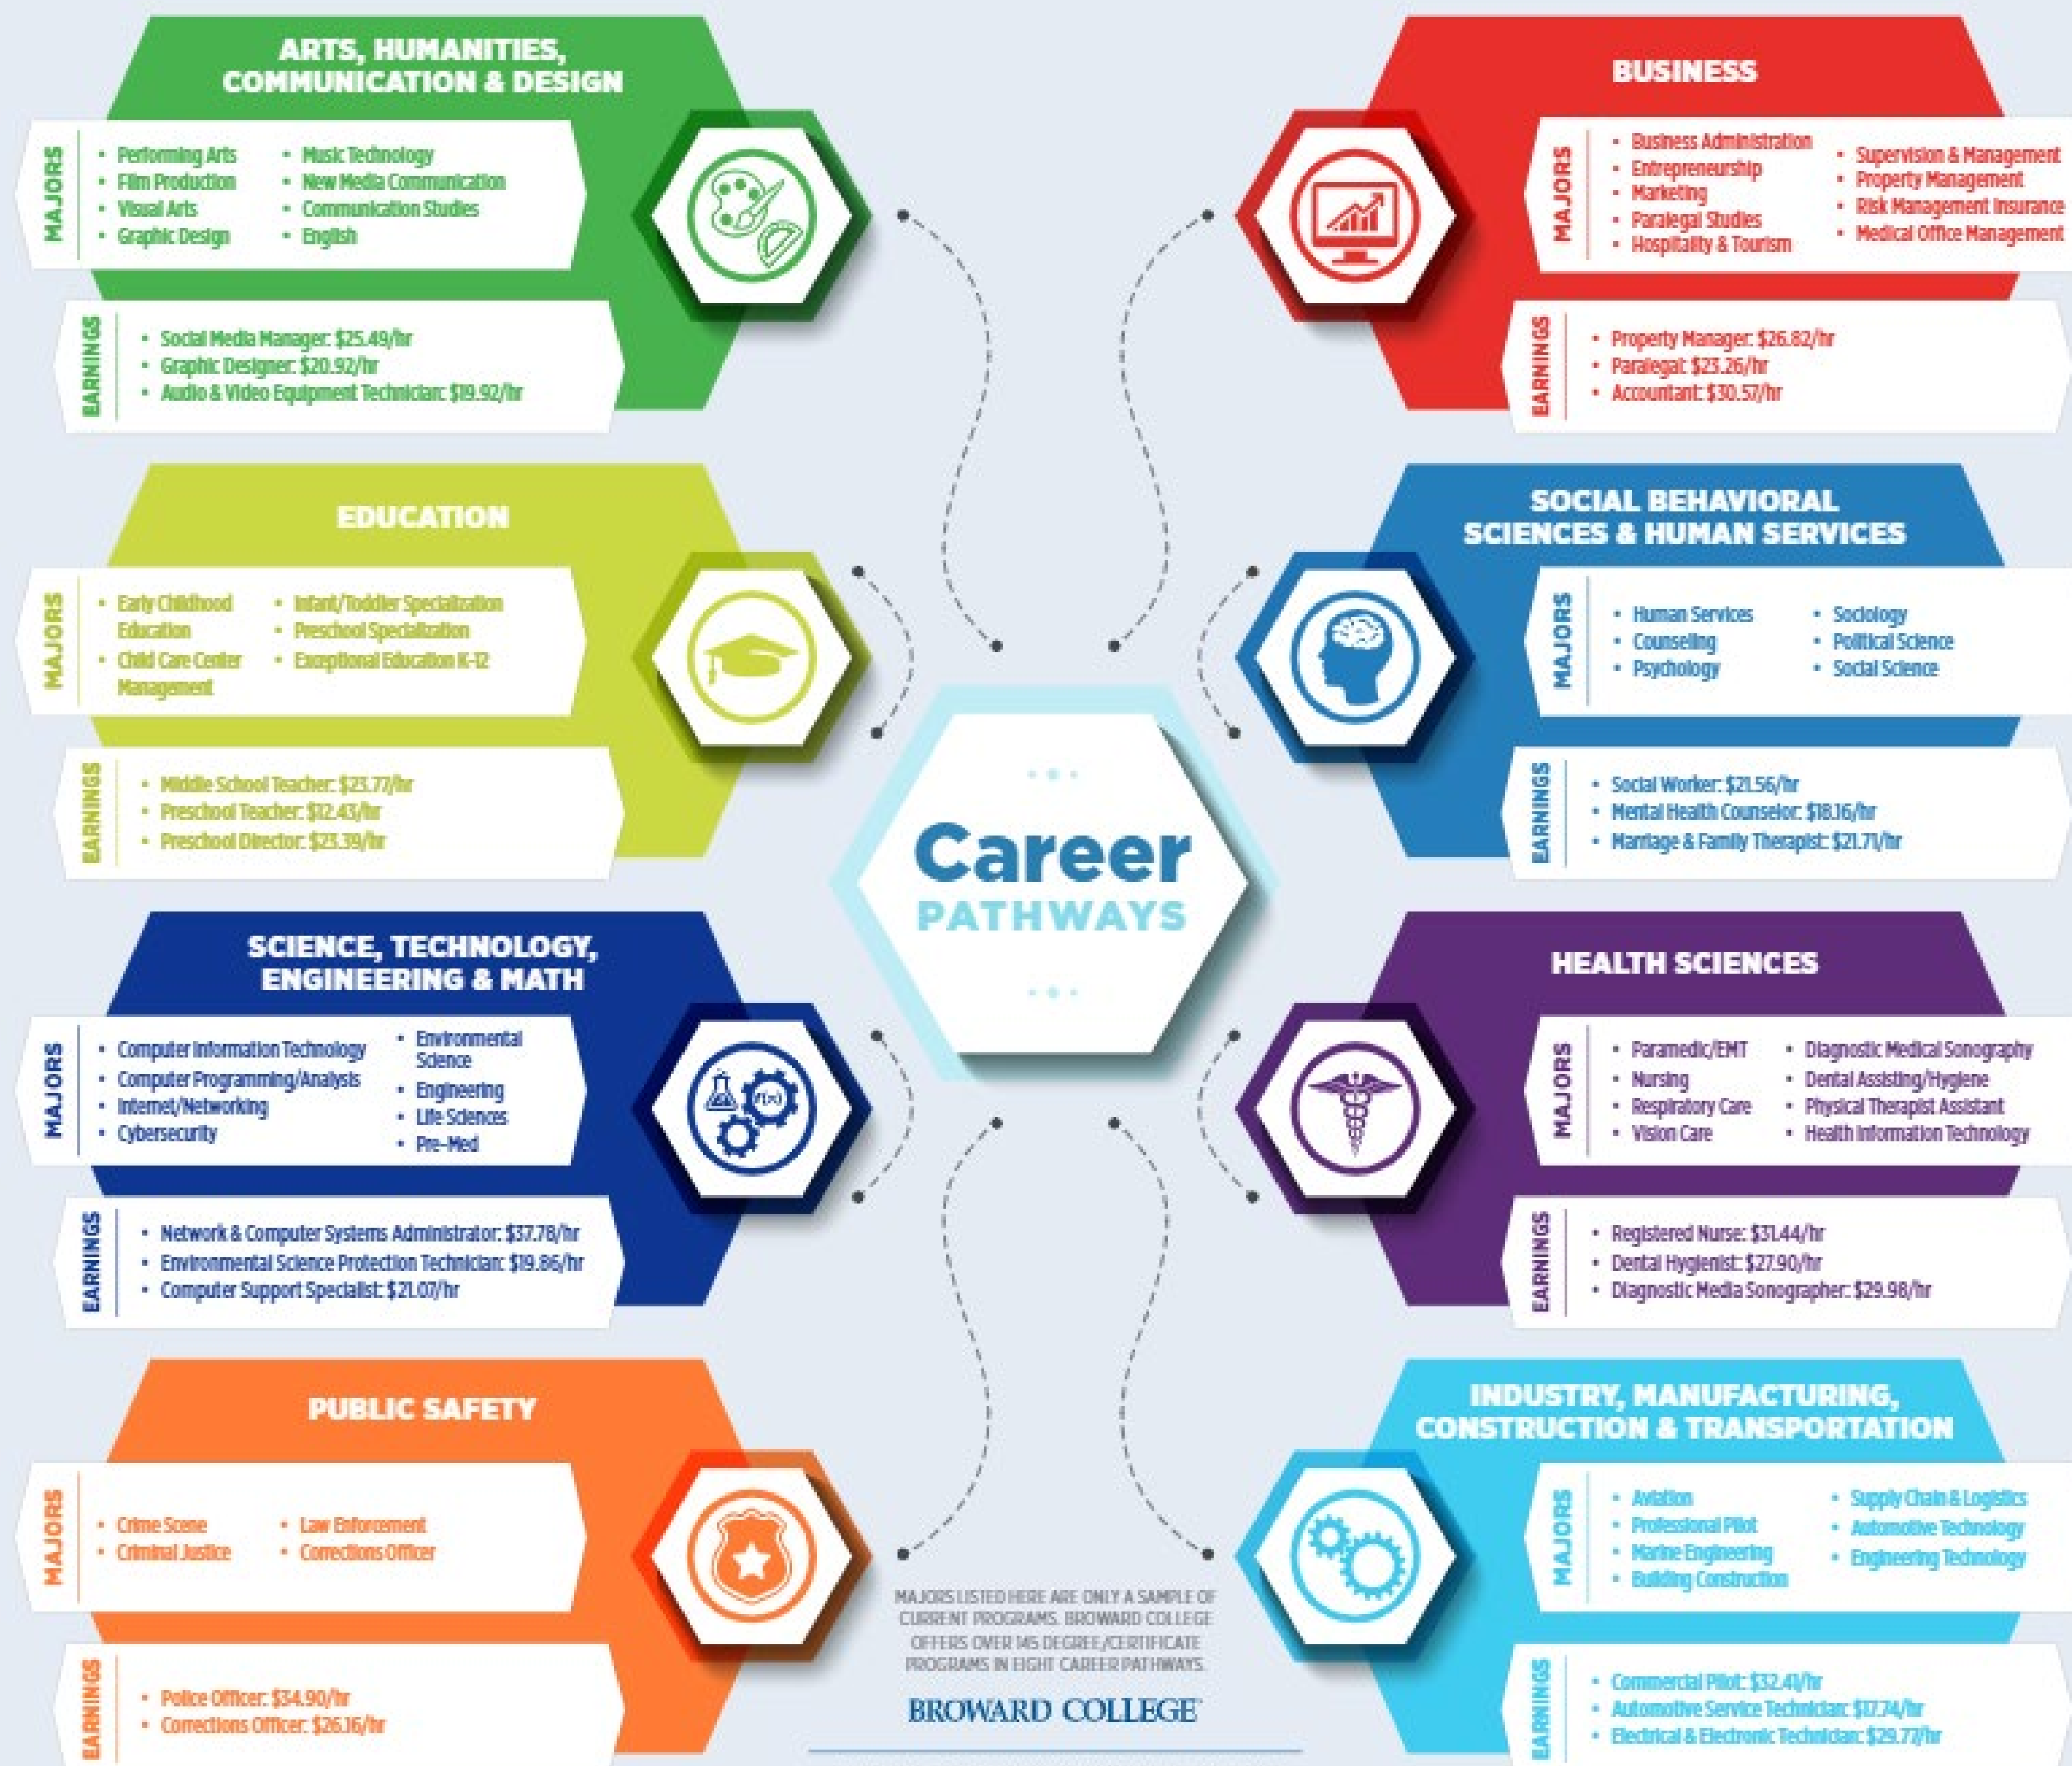 ARTS, HUMANITIES,
COMMUNICATION & DESIGN
MAJORS
• Performing Arts
• Film Production
• Visual Arts
• Graphic Design
• Music Technology
• New Media Communication
• Communication Studies
• English
EARNINGS
• Social Media Manager: $25.49/hr
• Graphic Designer: $20.92/hr
• Audio & Video Equipment Technician: $19.92/hr
BUSINESS
MAJORS
• Business Administration
• Entrepreneurship
• Marketing
• Paralegal Studies
• Hospitality & Tourism
• Supervision & Management
• Property Management
• Risk Management Insurance
• Medical Office Management
EARNINGS
• Property Manager: $26.82/hr
• Paralegal: $23.26/hr
• Accountant: $30.57/hr
EDUCATION
MAJORS
• Early Childhood
Education
• Child Care Center
Management
• Infant/Toddler Specialization
• Preschool Specialization
• Exceptional Education K-12
EARNINGS
• Middle School Teacher: $23.77/hr
• Preschool Teacher: $12.43/hr
• Preschool Director: $23.39/hr
SOCIAL BEHAVIORAL
SCIENCES & HUMAN SERVICES
MAJORS
• Human Services
• Counseling
• Psychology
• Sociology
• Political Science
• Social Science
EARNINGS
• Social Worker: $21.56/hr
• Mental Health Counselor: $18.16/hr
• Marriage & Family Therapist: $21.71/hr
Career
PATHWAYS
SCIENCE, TECHNOLOGY,
ENGINEERING & MATH
MAJORS
• Computer Information Technology
• Computer Programming/Analysis
• Internet/Networking
• Cybersecurity
• Environmental
Science
• Engineering
• Life Sciences
• Pre-Med
f(x)
EARNINGS
• Network & Computer Systems Administrator: $37.78/hr
• Environmental Science Protection Technician: $19.86/hr
• Computer Support Specialist: $21.07/hr
HEALTH SCIENCES
MAJORS
• Paramedic/EMT
• Nursing
• Respiratory Care
• Vision Care
• Diagnostic Medical Sonography
• Dental Assisting/Hygiene
• Physical Therapist Assistant
• Health Information Technology
EARNINGS
• Registered Nurse: $31.44/hr
• Dental Hygienist: $27.90/hr
• Diagnostic Media Sonographer: $29.98/hr
PUBLIC SAFETY
MAJORS
• Crime Scene
• Criminal Justice
• Law Enforcement
• Corrections Officer
EARNINGS
• Police Officer: $34.90/hr
• Corrections Officer: $26.16/hr
INDUSTRY, MANUFACTURING,
CONSTRUCTION & TRANSPORTATION
MAJORS
• Aviation
• Professional Pilot
• Marine Engineering
• Building Construction
• Supply Chain & Logistics
• Automotive Technology
• Engineering Technology
EARNINGS
• Commercial Pilot: $32.41/hr
• Automotive Service Technician: $17.74/hr
• Electrical & Electronic Technician: $29.77/hr
MAJORS LISTED HERE ARE ONLY A SAMPLE OF
CURRENT PROGRAMS. BROWARD COLLEGE
OFFERS OVER 145 DEGREE/CERTIFICATE
PROGRAMS IN EIGHT CAREER PATHWAYS.
BROWARD COLLEGE